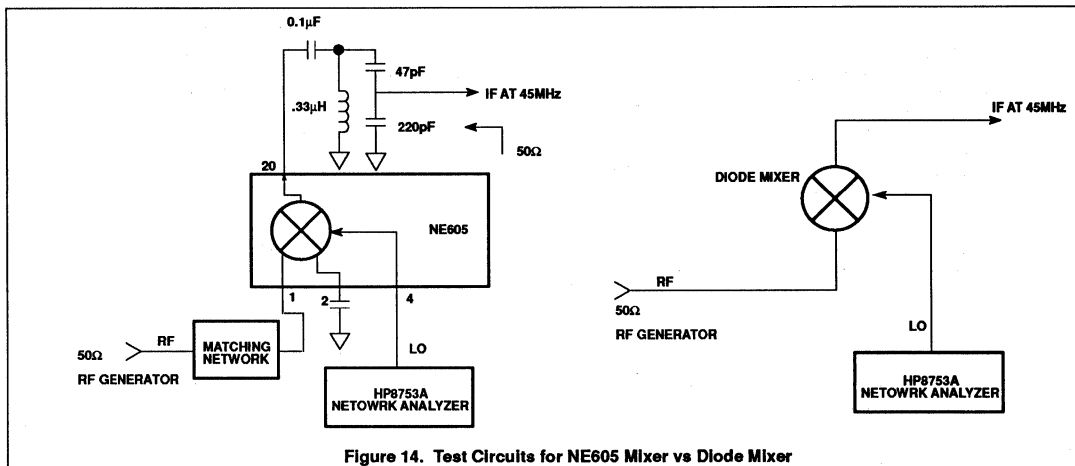 0.1µF
47pF
.33µH
IF AT 45MHz
220pF
50Ω
20
NE605
1
2
4
50Ω
RF
MATCHING
NETWORK
RF GENERATOR
LO
HP8753A
NETOWRK ANALYZER
IF AT 45MHz
DIODE MIXER
RF
50Ω
RF GENERATOR
LO
HP8753A
NETOWRK ANALYZER
Figure 14. Test Circuits for NE605 Mixer vs Diode Mixer